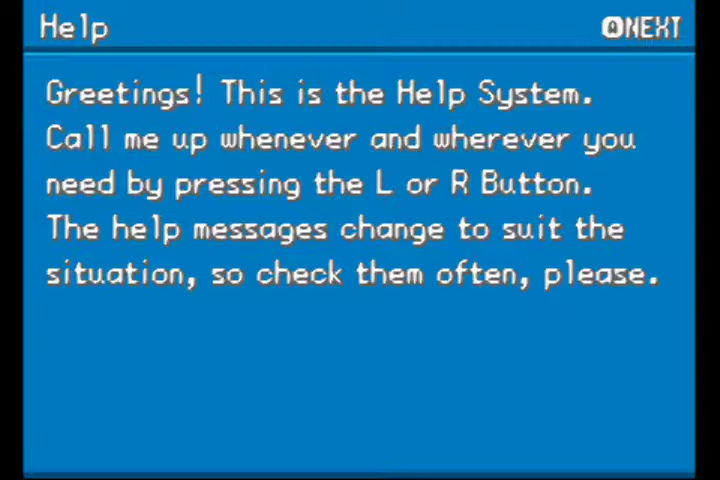 Help
ⒶNEXT
Greetings! This is the Help System.
Call me up whenever and wherever you
need by pressing the L or R Button.
The help messages change to suit the
situation, so check them often, please.